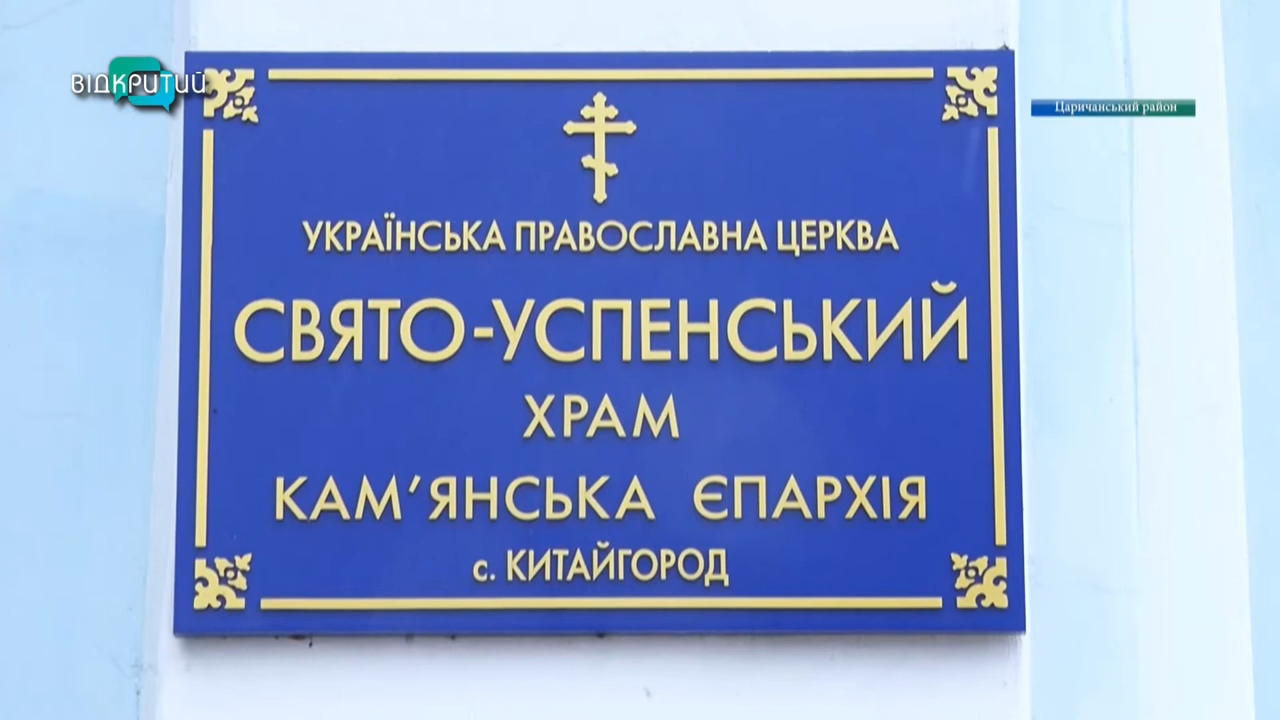 ВІДКРИТИЙ
Царичанський район
УКРАЇНСЬКА ПРАВОСЛАВНА ЦЕРКВА
СВЯТО-УСПЕНСЬКИЙ
ХРАМ
КАМ’ЯНСЬКА ЄПАРХІЯ
с. КИТАЙГОРОД